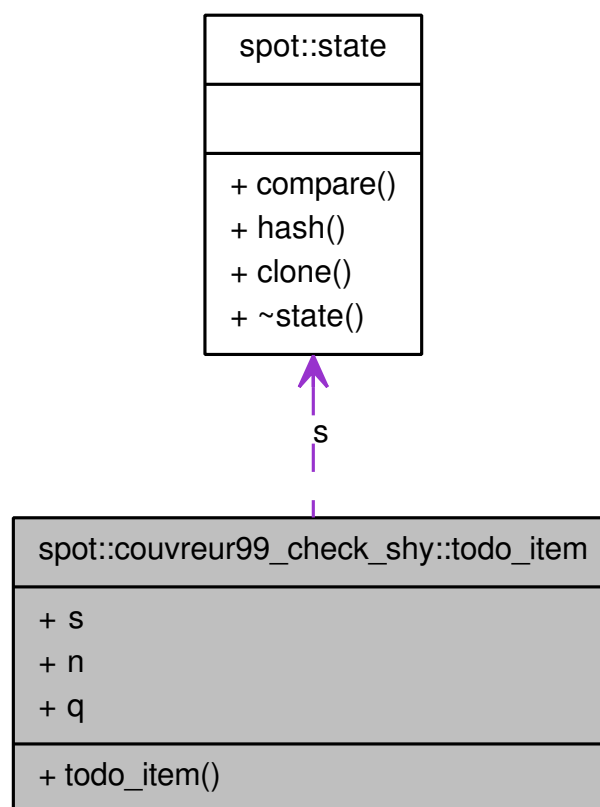 spot::state
+ compare()
+ hash()
+ clone()
+ ~state()
s
spot::couvreur99_check_shy::todo_item
+ s
+ n
+ q
+ todo_item()